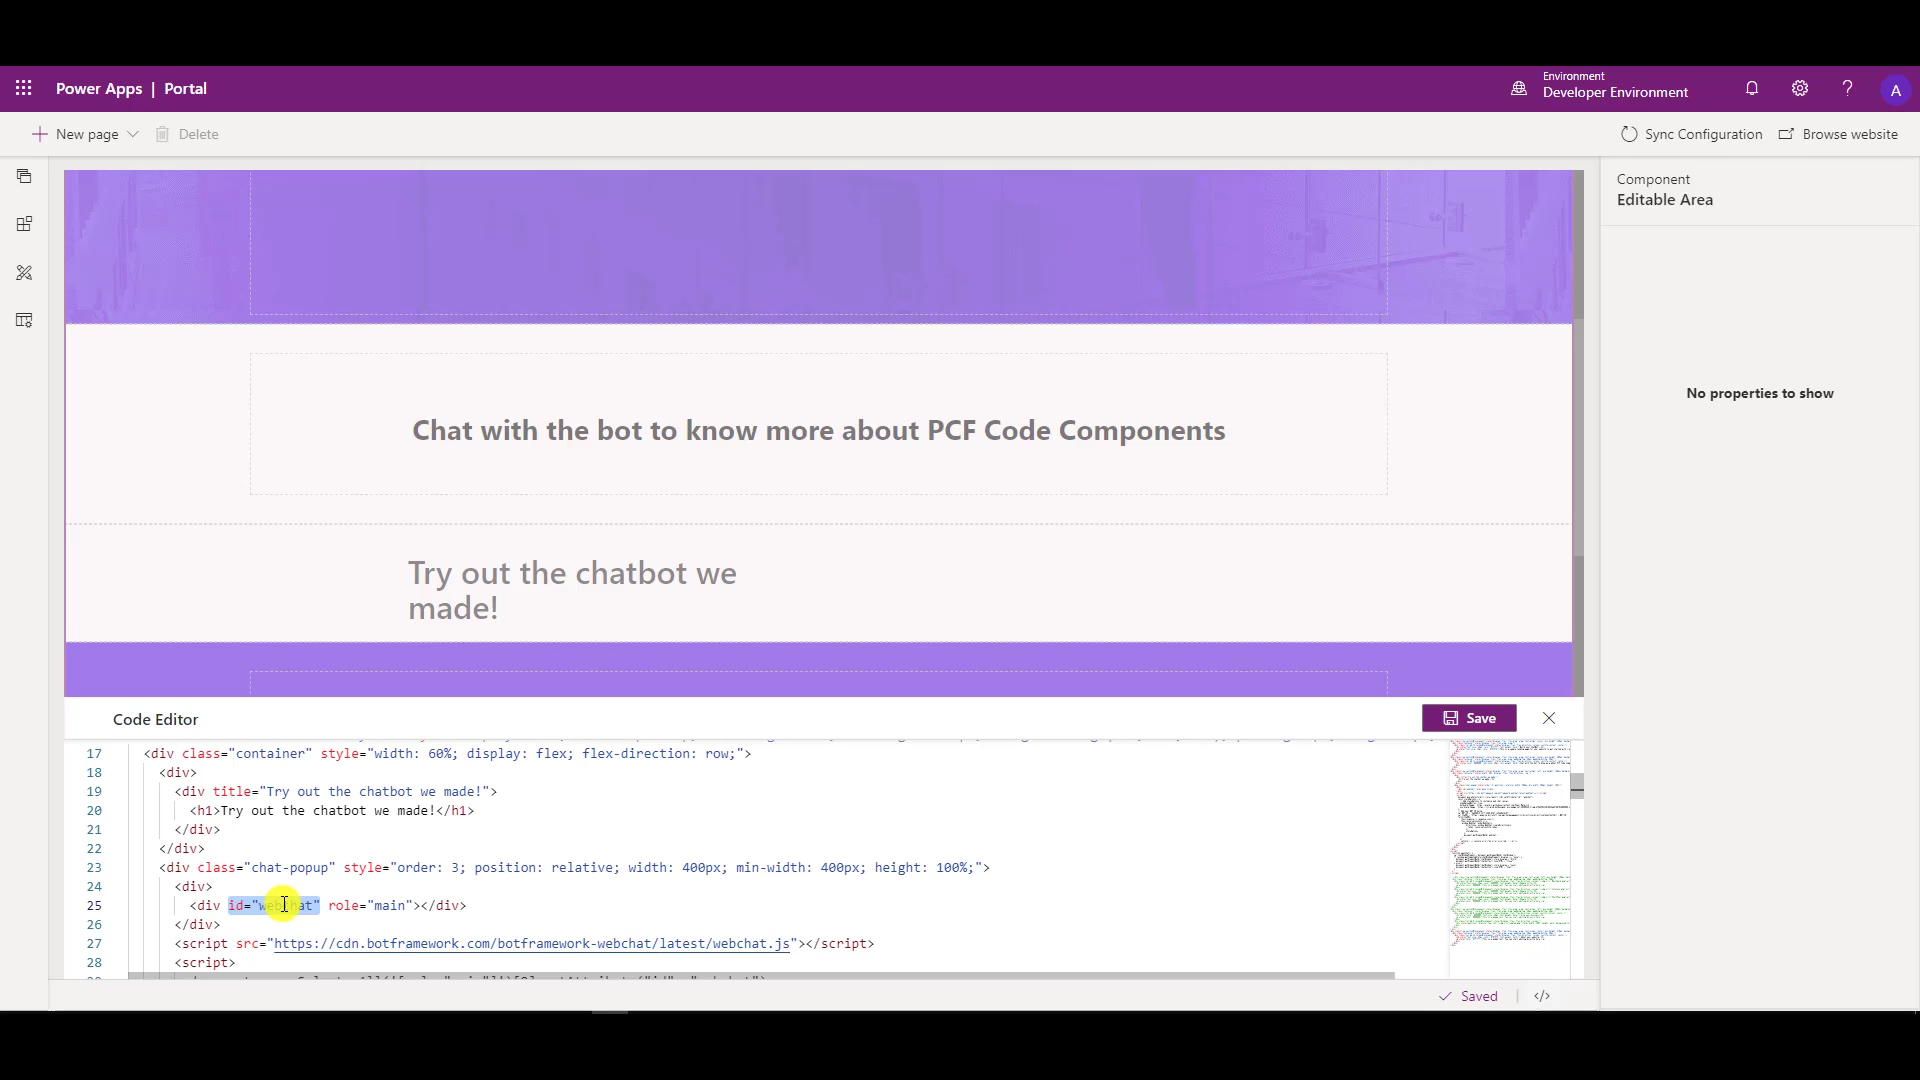 Power Apps | Portal
Environment
Developer Environment
A
New page
Delete
Sync Configuration
Browse website
Component
Editable Area
No properties to show
Chat with the bot to know more about PCF Code Components
Try out the chatbot we
made!
Code Editor
Save
17 <div class="container" style="width: 60%; display: flex; flex-direction: row;">
18 <div>
19 <div title="Try out the chatbot we made!">
20 <h1>Try out the chatbot we made!</h1>
21 </div>
22 </div>
23 <div class="chat-popup" style="order: 3; position: relative; width: 400px; min-width: 400px; height: 100%;">
24 <div>
25 <div id="webchat" role="main"></div>
26 </div>
27 <script src="https://cdn.botframework.com/botframework-webchat/latest/webchat.js"></script>
28 <script>
Saved